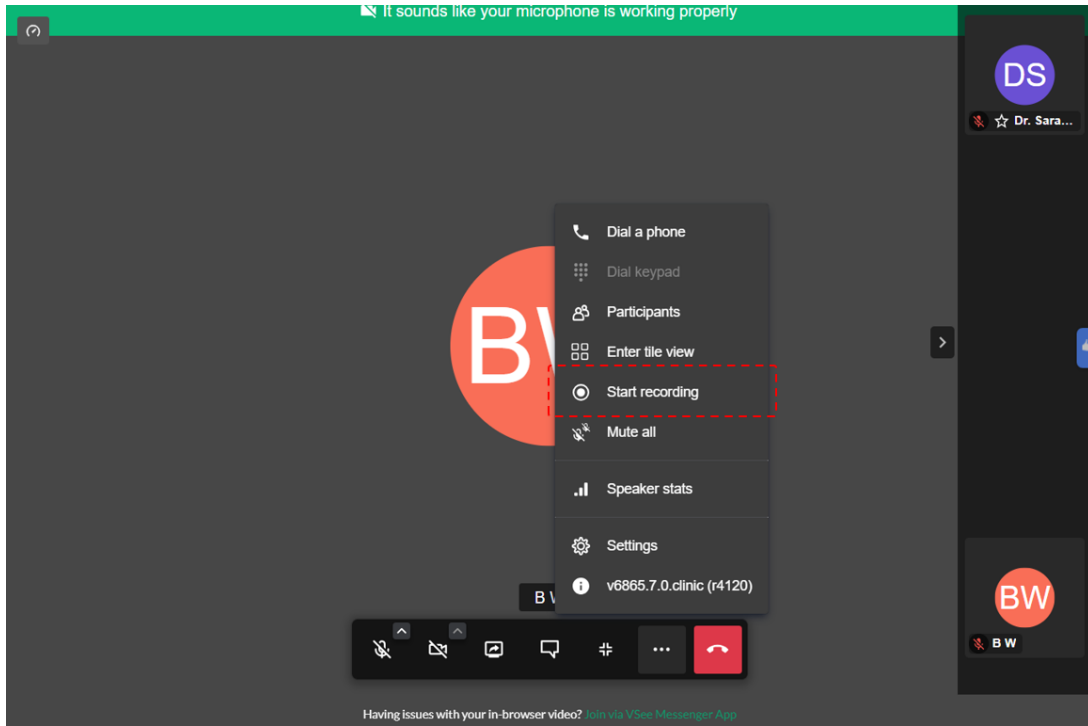 It sounds like your microphone is working properly
DS
Dr. Sara...
Dial a phone
Dial keypad
Participants
Enter tile view
Start recording
Mute all
Speaker stats
Settings
v6865.7.0.clinic (r4120)
BW
B W
BW
B W
Having issues with your in-browser video? Join via VSee Messenger App